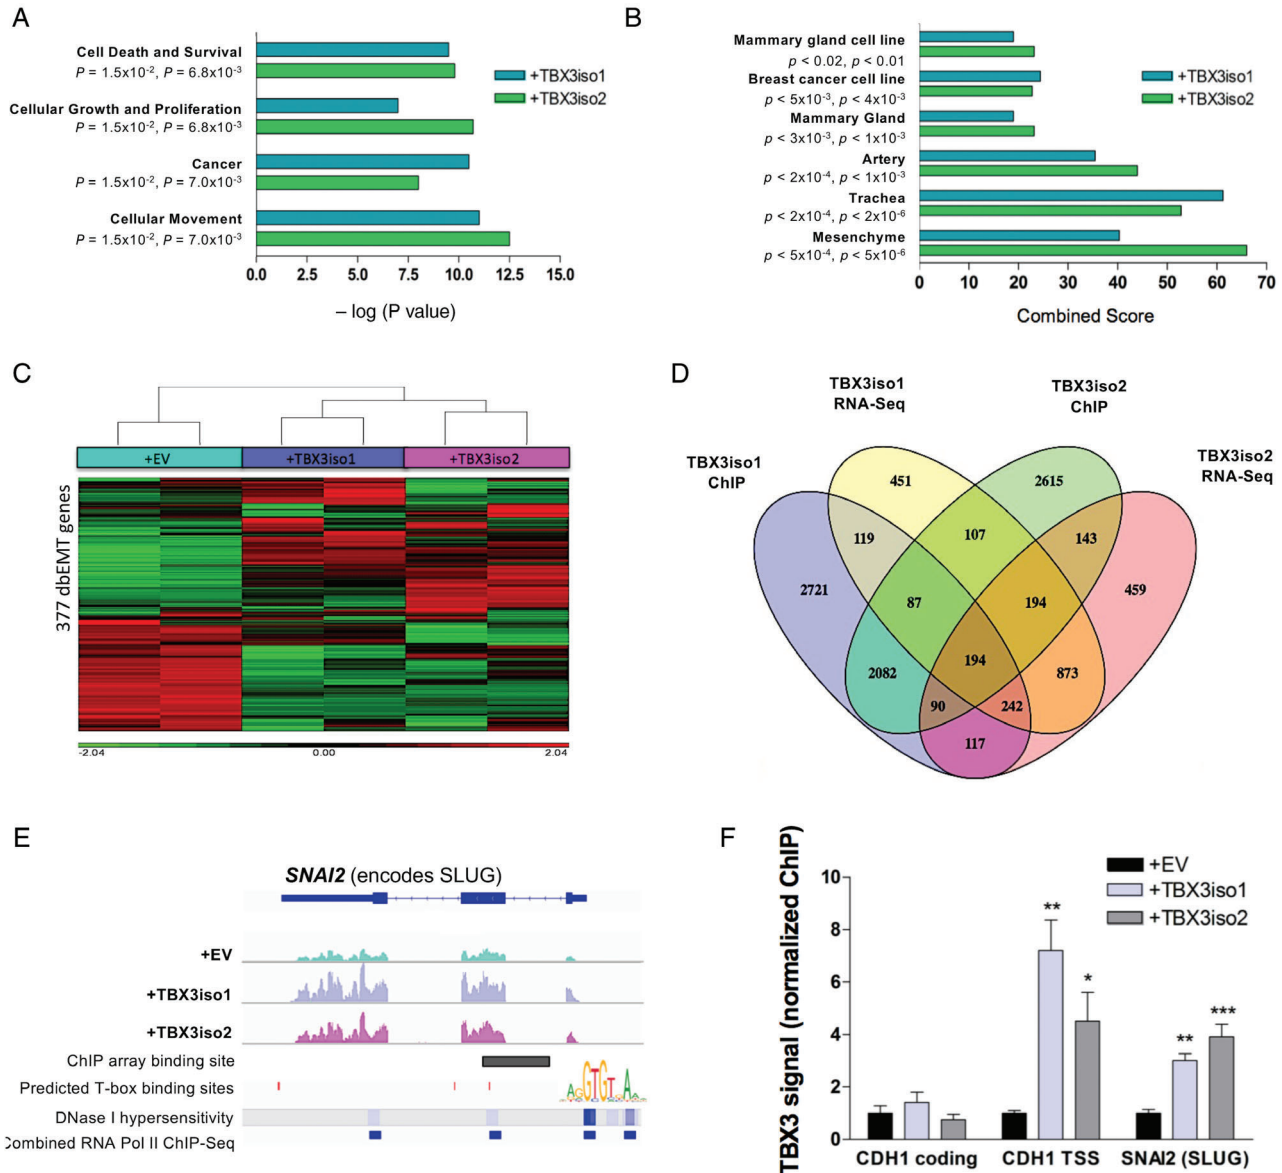 A
Cell Death and Survival
P = 1.5x10-2, P = 6.8x10-3
Cellular Growth and Proliferation
P = 1.5x10-2, P = 6.8x10-3
Cancer
P = 1.5x10-2, P = 7.0x10-3
Cellular Movement
P = 1.5x10-2, P = 7.0x10-3
+TBX3iso1
+TBX3iso2
0.0 2.5 5.0 7.5 10.0 12.5 15.0
– log (P value)
B
Mammary gland cell line
p < 0.02, p < 0.01
Breast cancer cell line
p < 5x10-3, p < 4x10-3
Mammary Gland
p < 3x10-3, p < 1x10-3
Artery
p < 2x10-4, p < 1x10-3
Trachea
p < 2x10-4, p < 2x10-6
Mesenchyme
p < 5x10-4, p < 5x10-6
+TBX3iso1
+TBX3iso2
0 10 20 30 40 50 60 70
Combined Score
C
+EV +TBX3iso1 +TBX3iso2
377 dbEMT genes
-2.04 0.00 2.04
D
TBX3iso1
ChIP
TBX3iso1
RNA-Seq
TBX3iso2
ChIP
TBX3iso2
RNA-Seq
451 2615
119 107 143
2721 87 194 459
2082 194 873
90 242
117
E
SNAI2 (encodes SLUG)
+EV
+TBX3iso1
+TBX3iso2
ChIP array binding site
Predicted T-box binding sites
DNase I hypersensitivity
Combined RNA Pol II ChIP-Seq
F
TBX3 signal (normalized ChIP)
+EV
+TBX3iso1
+TBX3iso2
10
8
6
4
2
0
** * ** ***
CDH1 coding CDH1 TSS SNAI2 (SLUG)